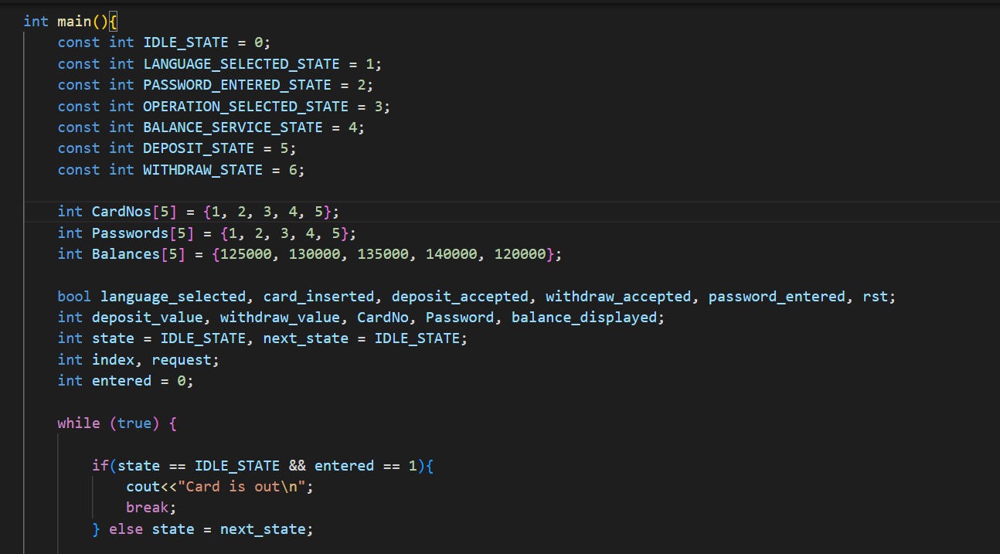 int main(){
const int IDLE_STATE = 0;
const int LANGUAGE_SELECTED_STATE = 1;
const int PASSWORD_ENTERED_STATE = 2;
const int OPERATION_SELECTED_STATE = 3;
const int BALANCE_SERVICE_STATE = 4;
const int DEPOSIT_STATE = 5;
const int WITHDRAW_STATE = 6;
int CardNos[5] = {1, 2, 3, 4, 5};
int Passwords[5] = {1, 2, 3, 4, 5};
int Balances[5] = {125000, 130000, 135000, 140000, 120000};
bool language_selected, card_inserted, deposit_accepted, withdraw_accepted, password_entered, rst;
int deposit_value, withdraw_value, CardNo, Password, balance_displayed;
int state = IDLE_STATE, next_state = IDLE_STATE;
int index, request;
int entered = 0;
while (true) {
if(state == IDLE_STATE && entered == 1){
cout<<"Card is out\n";
break;
} else state = next_state;